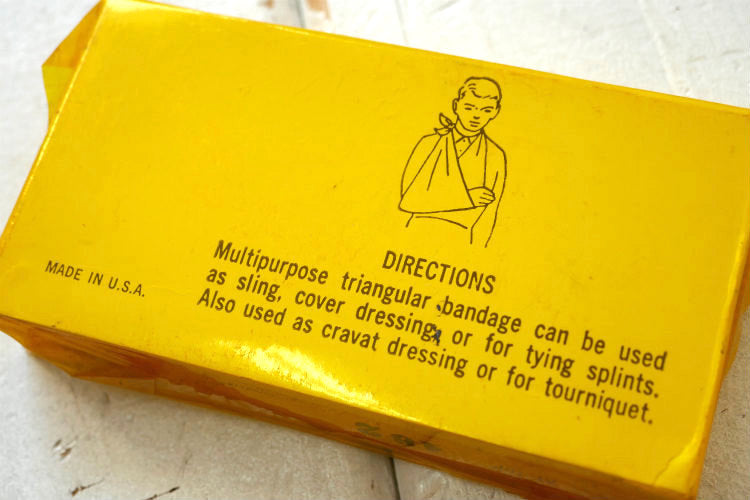 DIRECTIONS
Multipurpose triangular bandage can be used
as sling, cover dressing, or for tying splints.
Also used as cravat dressing or for tourniquet.
MADE IN U.S.A.